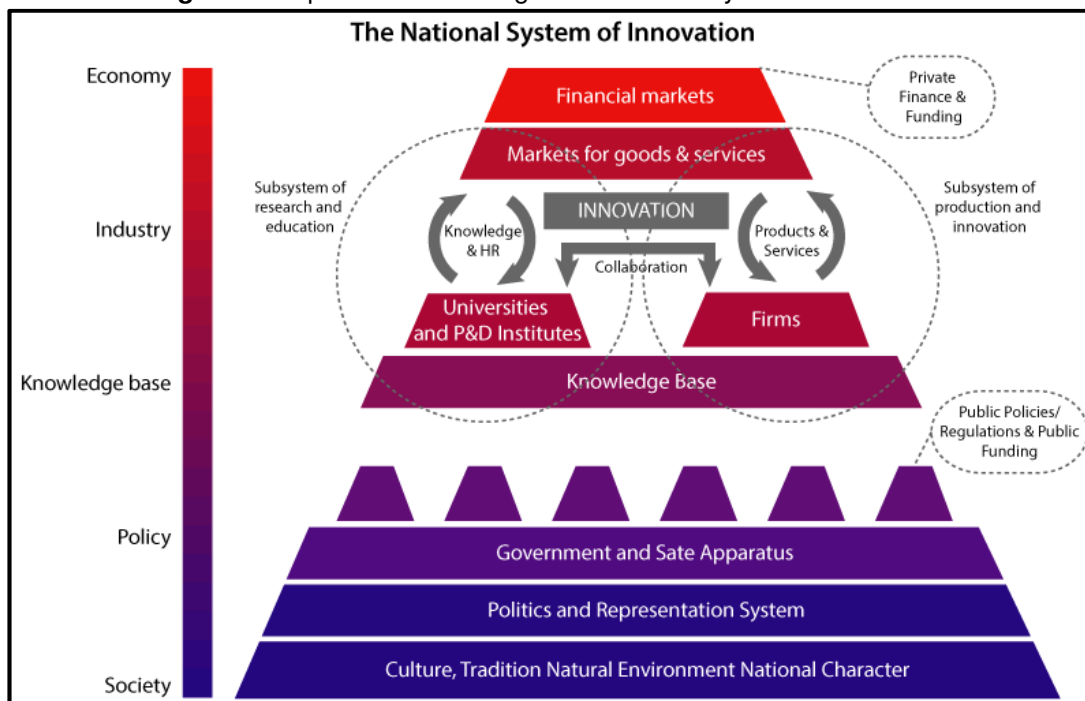 The National System of Innovation
Economy
Financial markets
Private
Finance &
Funding
Markets for goods & services
Subsystem of
research and
education
Subsystem of
production and
innovation
Industry
INNOVATION
Knowledge
& HR
Products &
Services
Collaboration
Universities
and P&D Institutes
Firms
Knowledge base
Knowledge Base
Public Policies/
Regulations & Public
Funding
Policy
Government and Sate Apparatus
Politics and Representation System
Culture, Tradition Natural Environment National Character
Society